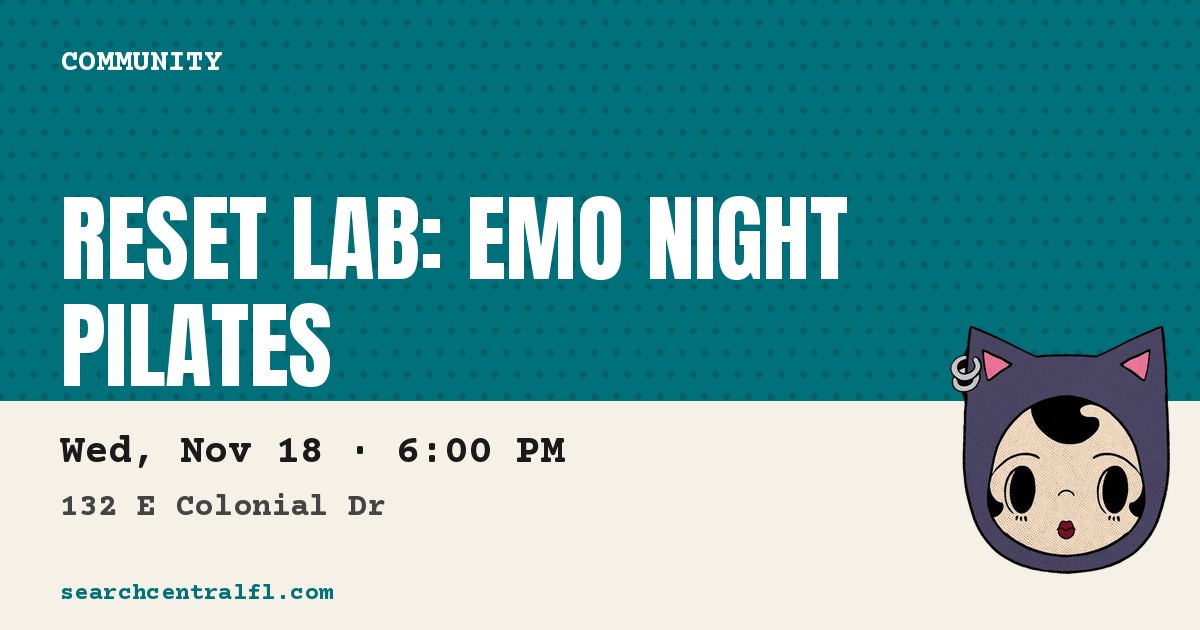 COMMUNITY
RESET LAB: EMO NIGHT
PILATES
Wed, Nov 18 · 6:00 PM
132 E Colonial Dr
searchcentralfl.com